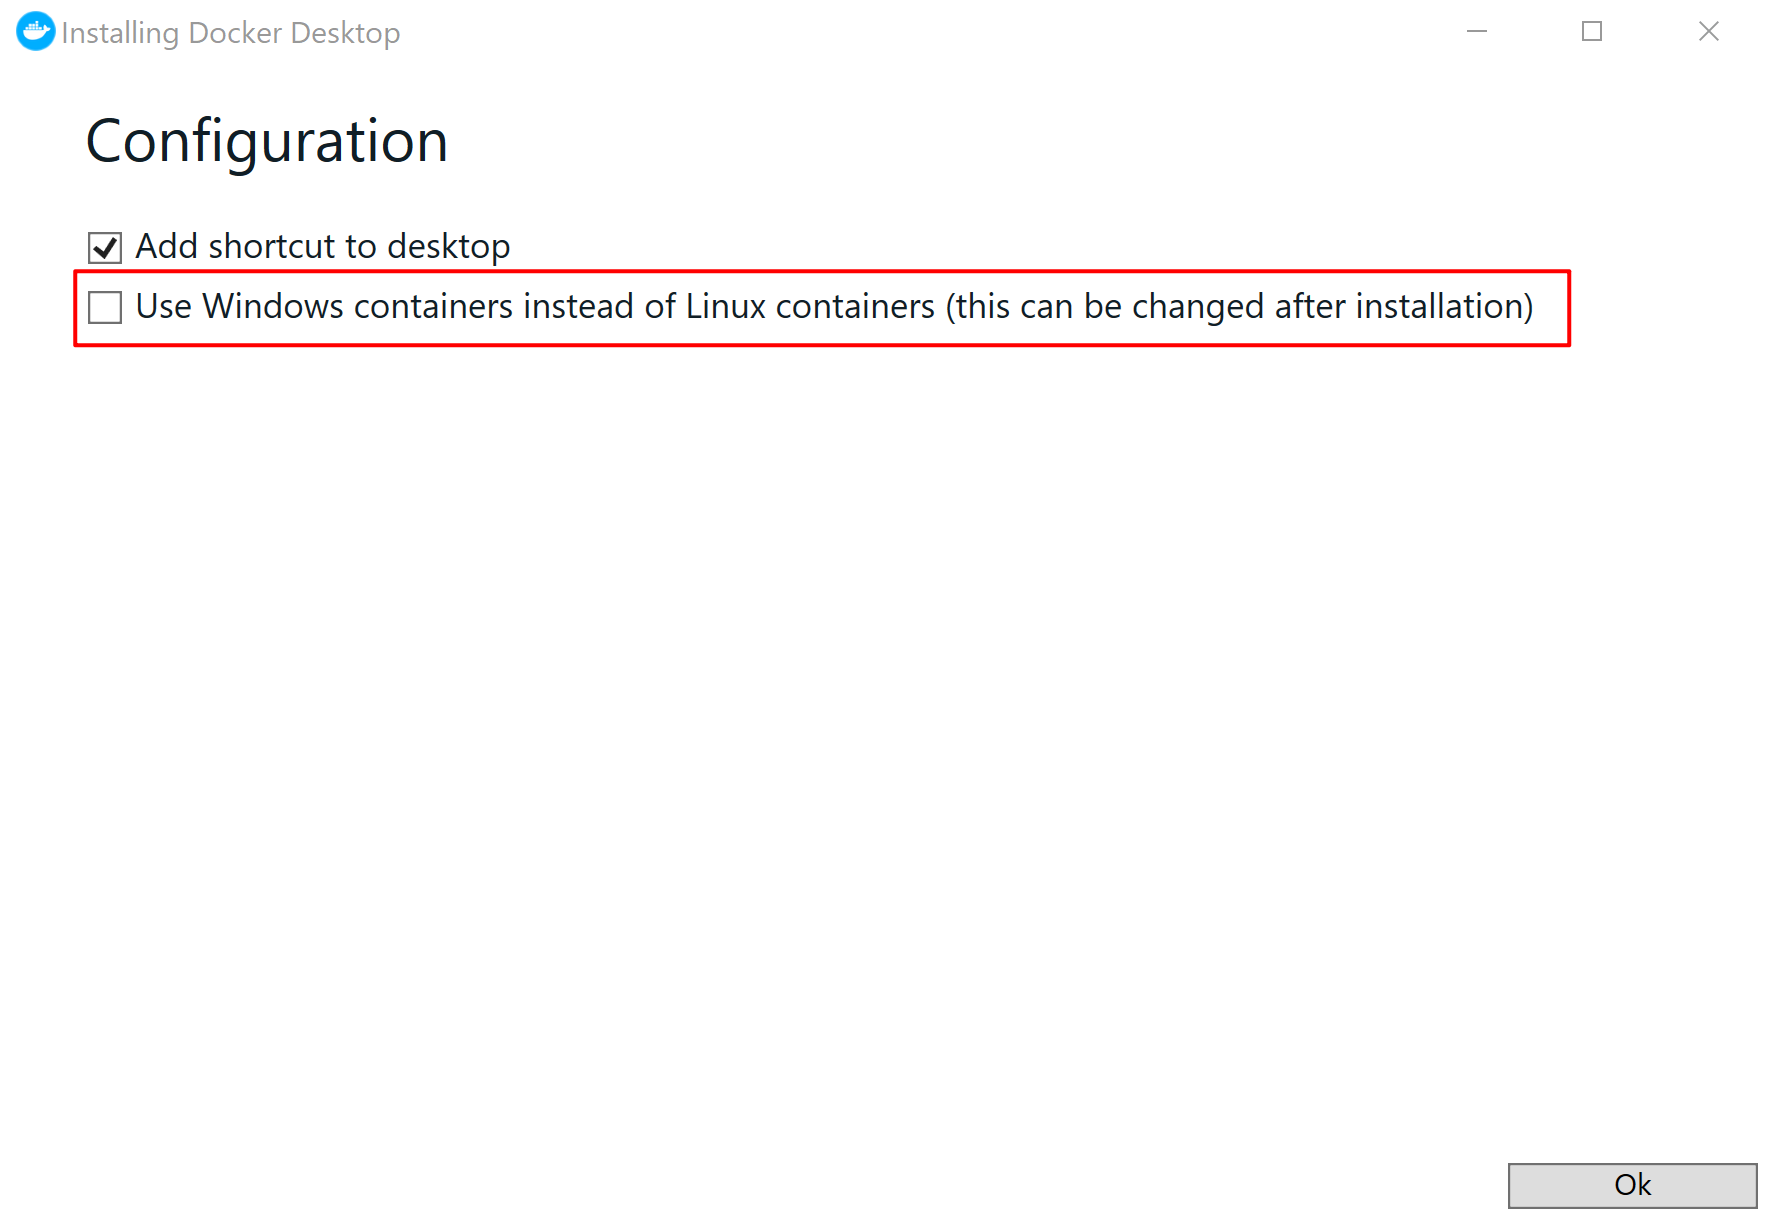 Installing Docker Desktop
Configuration
Add shortcut to desktop
Use Windows containers instead of Linux containers (this can be changed after installation)
Ok